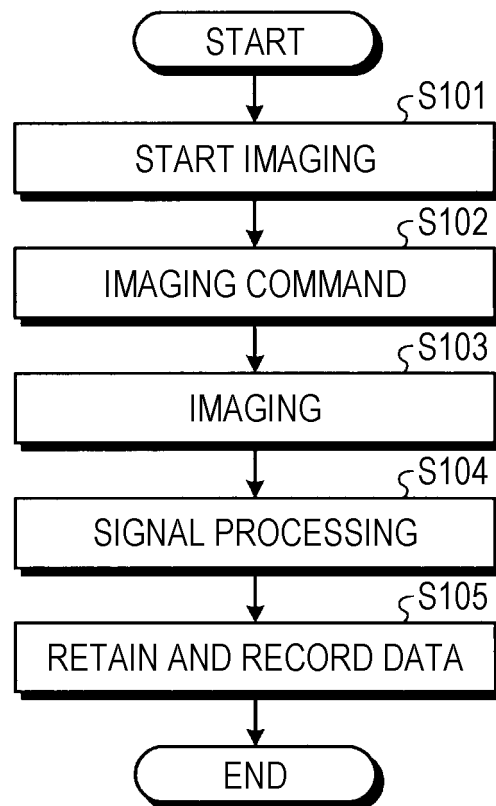 START
S101
START IMAGING
S102
IMAGING COMMAND
S103
IMAGING
S104
SIGNAL PROCESSING
S105
RETAIN AND RECORD DATA
END